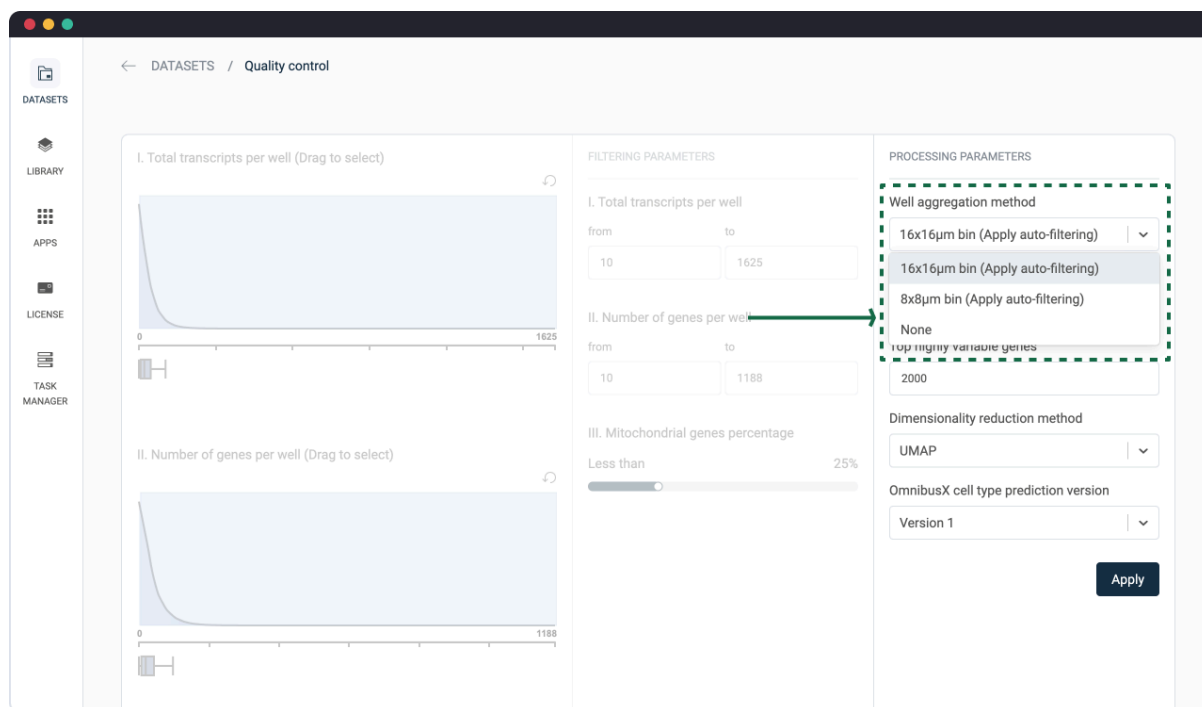 DATASETS / Quality control
DATASETS
LIBRARY
APPS
LICENSE
TASK
MANAGER
I. Total transcripts per well (Drag to select)
0
1625
II. Number of genes per well (Drag to select)
0
1188
FILTERING PARAMETERS
I. Total transcripts per well
from
to
10
1625
II. Number of genes per well
from
to
10
1188
III. Mitochondrial genes percentage
Less than
25%
PROCESSING PARAMETERS
Well aggregation method
16x16µm bin (Apply auto-filtering)
16x16µm bin (Apply auto-filtering)
8x8µm bin (Apply auto-filtering)
None
Top highly variable genes
2000
Dimensionality reduction method
UMAP
OmnibusX cell type prediction version
Version 1
Apply